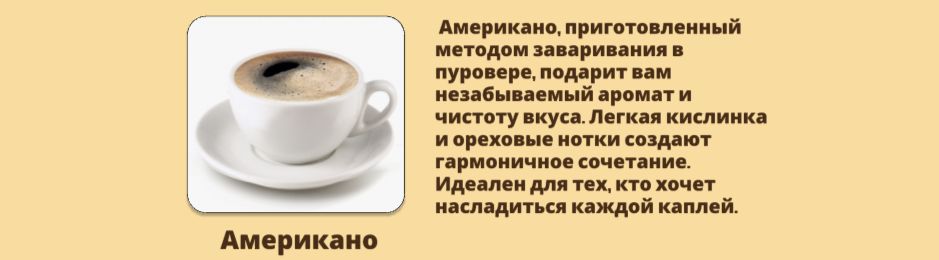 Американо, приготовленный
методом заваривания в
пуровере, подарит вам
незабываемый аромат и
чистоту вкуса. Легкая кислинка
и ореховые нотки создают
гармоничное сочетание.
Идеален для тех, кто хочет
насладиться каждой каплей.
Американо